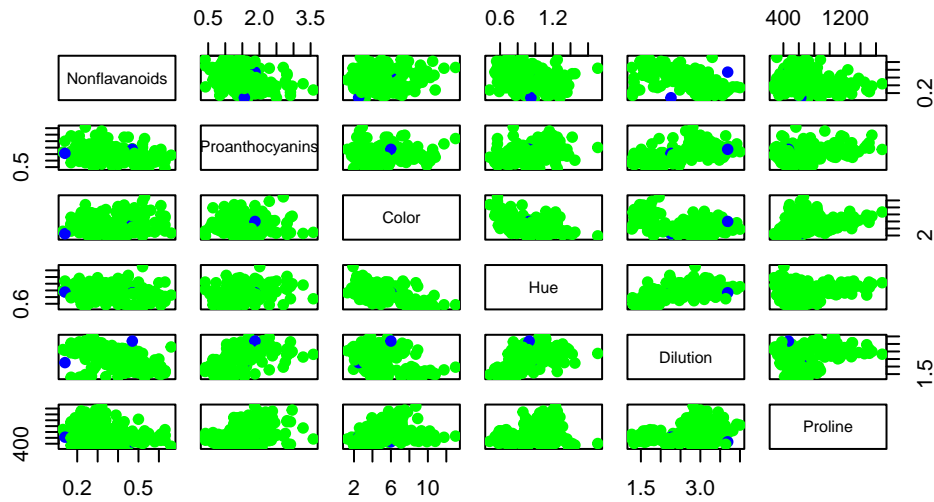 0.5 2.0 3.5 0.6 1.2 400 1200
Nonflavanoids 0.2
0.5 Proanthocyanins
Color 2
0.6 Hue
Dilution 1.5
400 Proline
0.2 0.5 2 6 10 1.5 3.0